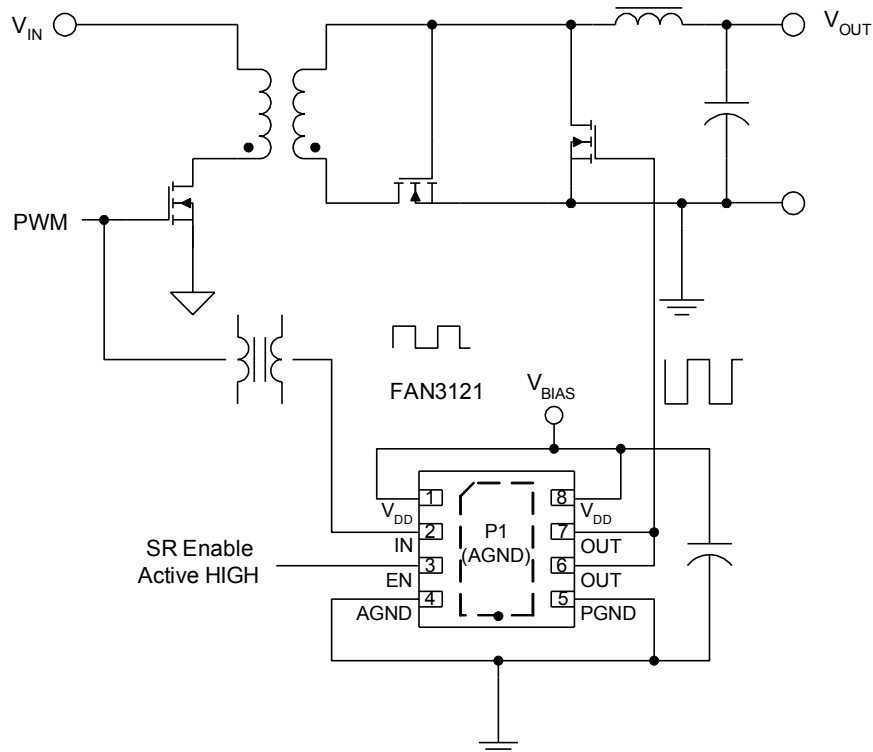 V_IN
V_OUT
PWM
FAN3121
V_BIAS
1
8
V_DD
V_DD
P1
(AGND)
2
7
IN
OUT
SR Enable
Active HIGH
3
6
EN
OUT
4
5
AGND
PGND